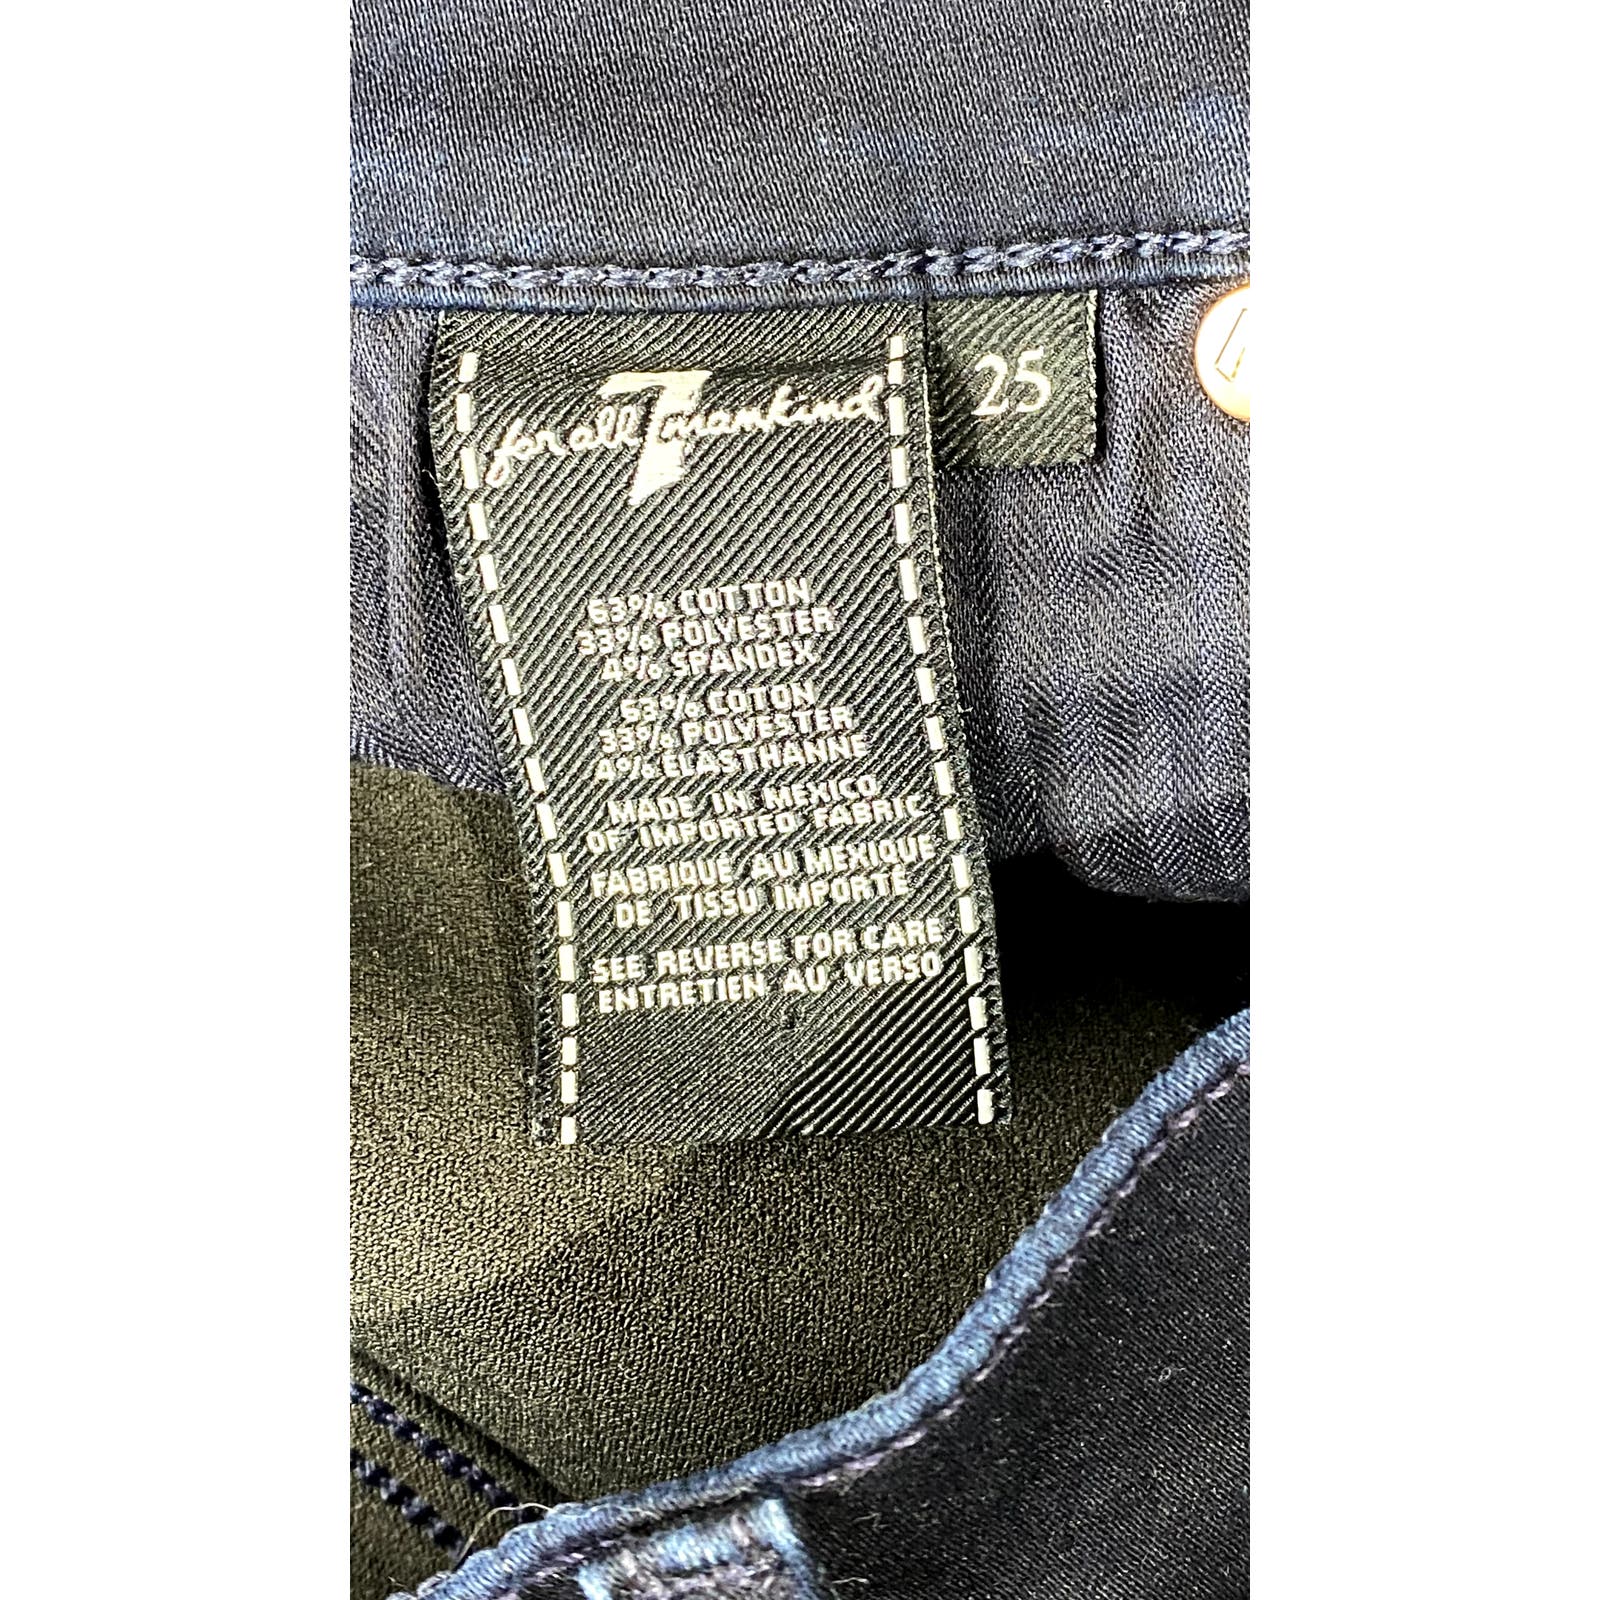 for all 7 mankind
25
63% COTTON
33% POLYESTER
4% SPANDEX
63% COTON
33% POLYESTER
4% ELASTHANNE
MADE IN MEXICO
OF IMPORTED FABRIC
FABRIQUE AU MEXIQUE
DE TISSU IMPORTE
SEE REVERSE FOR CARE
ENTRETIEN AU VERSO